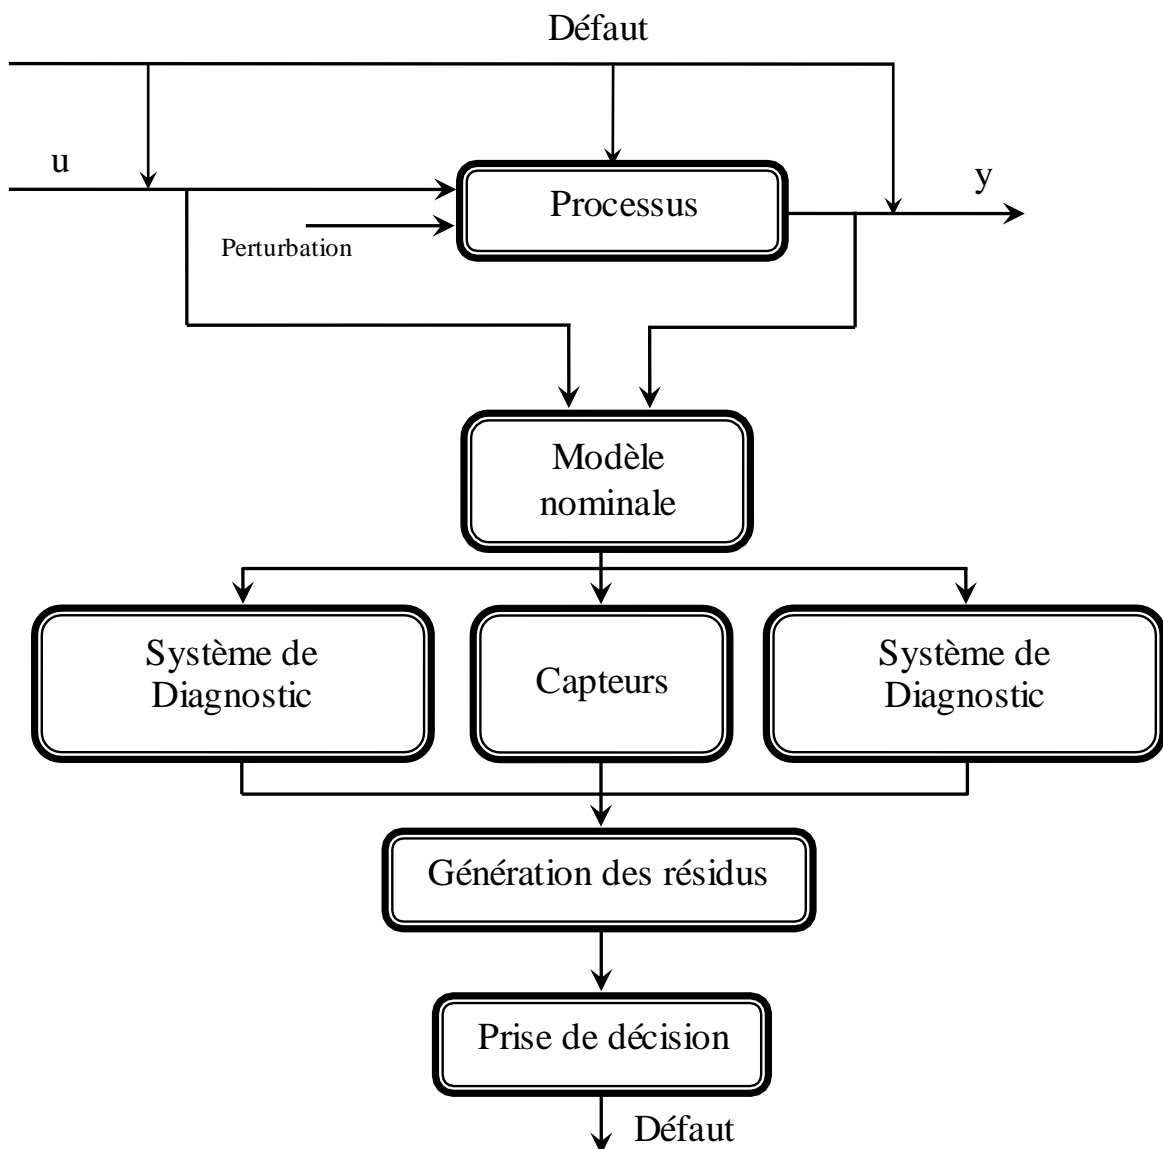 Défaut
u
y
Processus
Perturbation
Modèle
nominale
Système de
Diagnostic
Capteurs
Système de
Diagnostic
Génération des résidus
Prise de décision
Défaut